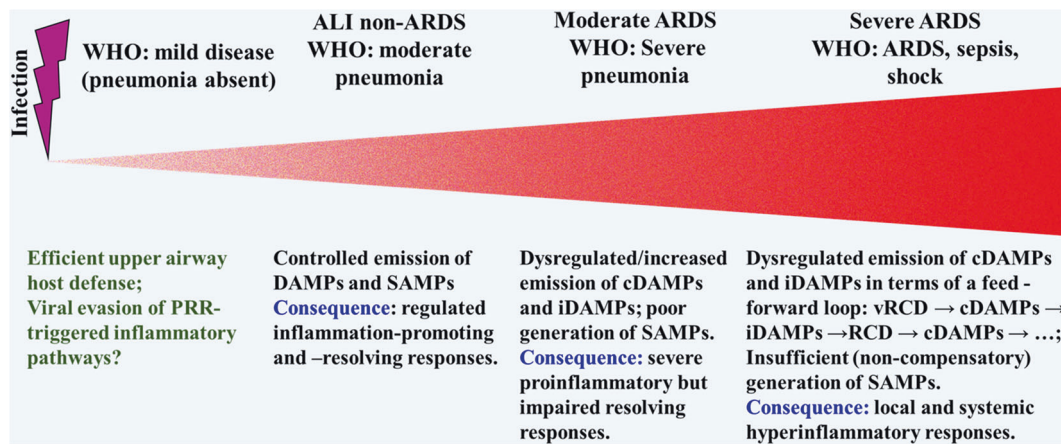 Infection
WHO: mild disease
(pneumonia absent)
ALI non-ARDS
WHO: moderate
pneumonia
Moderate ARDS
WHO: Severe
pneumonia
Severe ARDS
WHO: ARDS, sepsis,
shock
Efficient upper airway
host defense;
Viral evasion of PRR-
triggered inflammatory
pathways?
Controlled emission of
DAMPs and SAMPs
Consequence: regulated
inflammation-promoting
and –resolving responses.
Dysregulated/increased
emission of cDAMPs
and iDAMPs; poor
generation of SAMPs.
Consequence: severe
proinflammatory but
impaired resolving
responses.
Dysregulated emission of cDAMPs
and iDAMPs in terms of a feed -
forward loop: vRCD → cDAMPs →
iDAMPs →RCD → cDAMPs → …;
Insufficient (non-compensatory)
generation of SAMPs.
Consequence: local and systemic
hyperinflammatory responses.